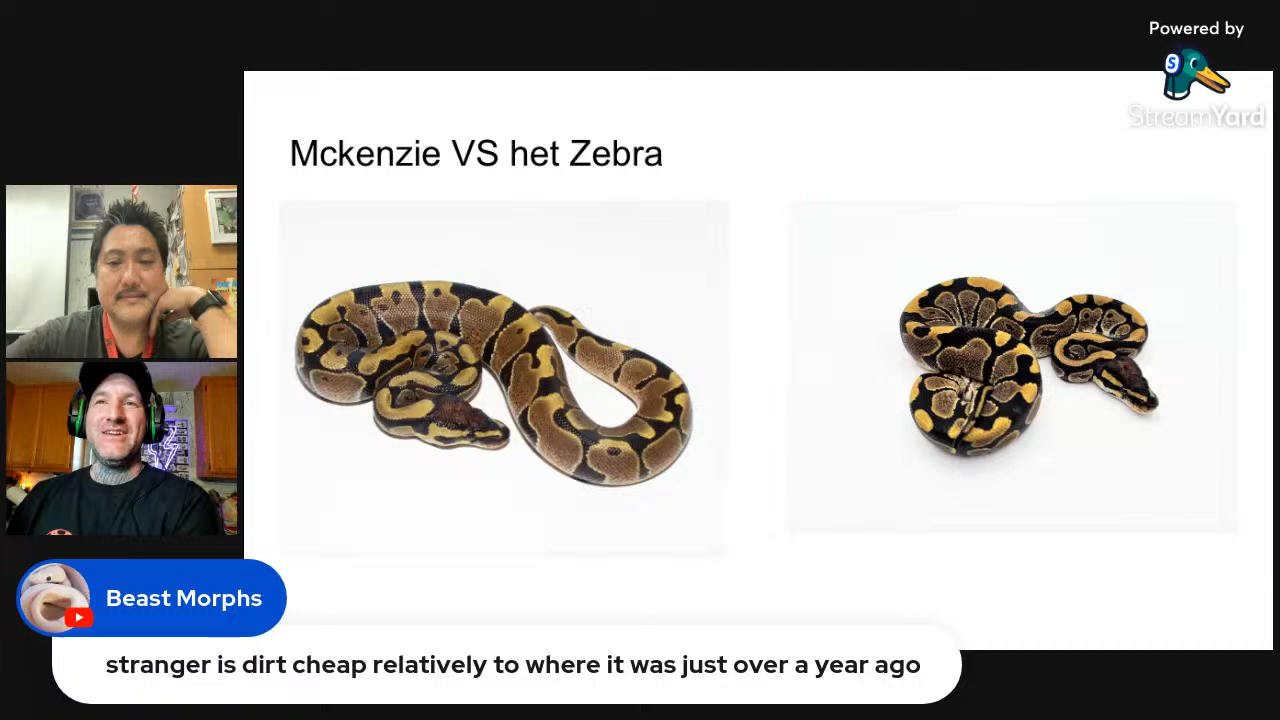 Powered by
StreamYard
Mckenzie VS het Zebra
Beast Morphs
stranger is dirt cheap relatively to where it was just over a year ago